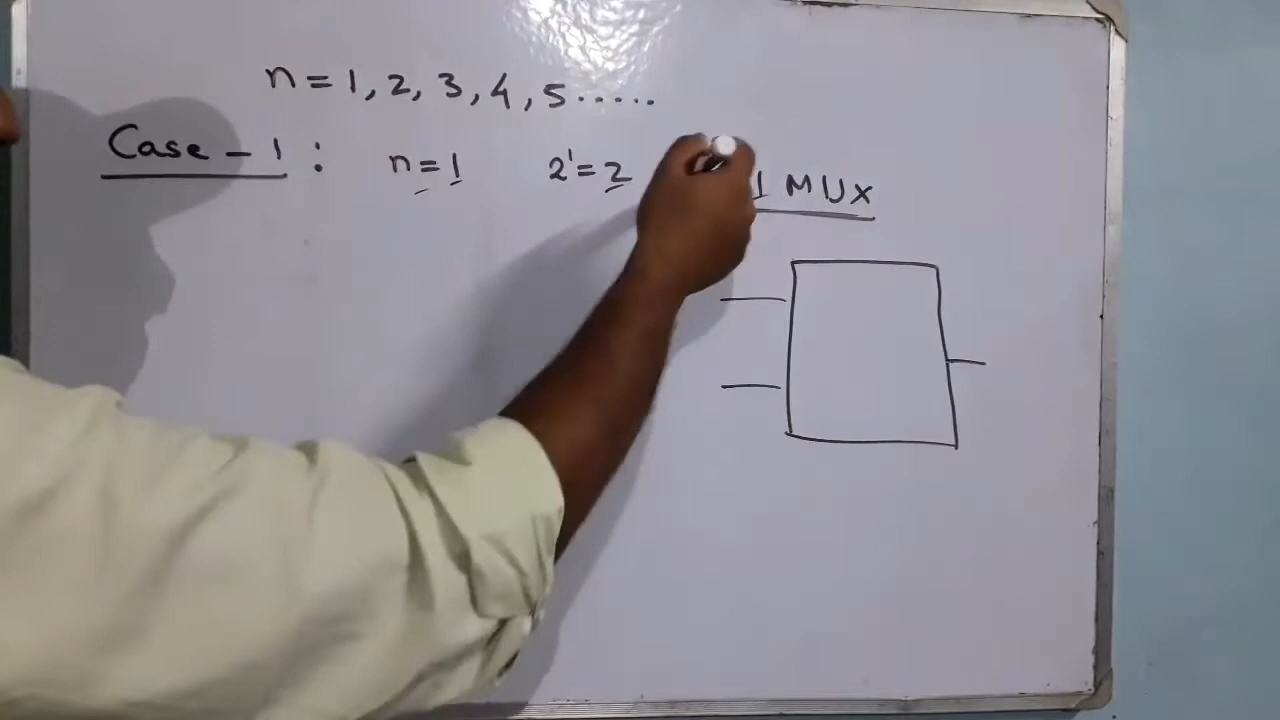 n = 1, 2, 3, 4, 5 .....
Case - 1 : n = 1 2¹ = 2 1 MUX